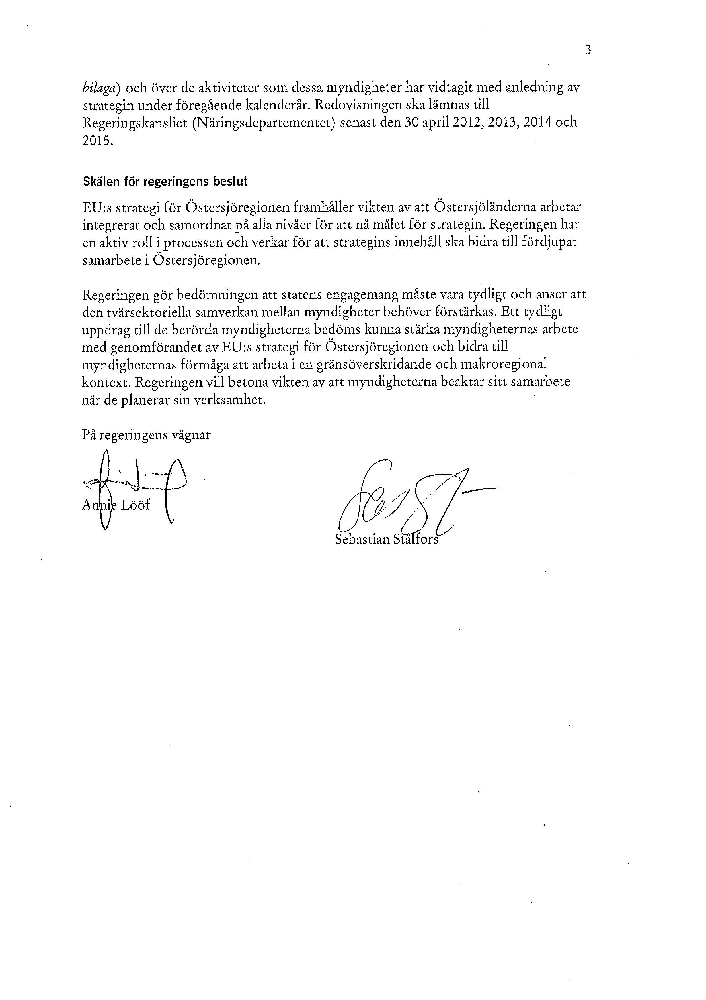 3
bilaga) och över de aktiviteter som dessa myndigheter har vidtagit med anledning av
strategin under föregående kalenderår. Redovisningen ska lämnas till
Regeringskansliet (Näringsdepartementet) senast den 30 april 2012, 2013, 2014 och
2015.
Skälen för regeringens beslut
EU:s strategi för Östersjöregionen framhåller vikten av att Östersjöländerna arbetar
integrerat och samordnat på alla nivåer för att nå målet för strategin. Regeringen har
en aktiv roll i processen och verkar för att strategins innehåll ska bidra till fördjupat
samarbete i Östersjöregionen.
Regeringen gör bedömningen att statens engagemang måste vara tydligt och anser att
den tvärsektoriella samverkan mellan myndigheter behöver förstärkas. Ett tydligt
uppdrag till de berörda myndigheterna bedöms kunna stärka myndigheternas arbete
med genomförandet av EU:s strategi för Östersjöregionen och bidra till
myndigheternas förmåga att arbeta i en gränsöverskridande och makroregional
kontext. Regeringen vill betona vikten av att myndigheterna beaktar sitt samarbete
när de planerar sin verksamhet.
På regeringens vägnar
Annie Lööf
Sebastian Stålfors